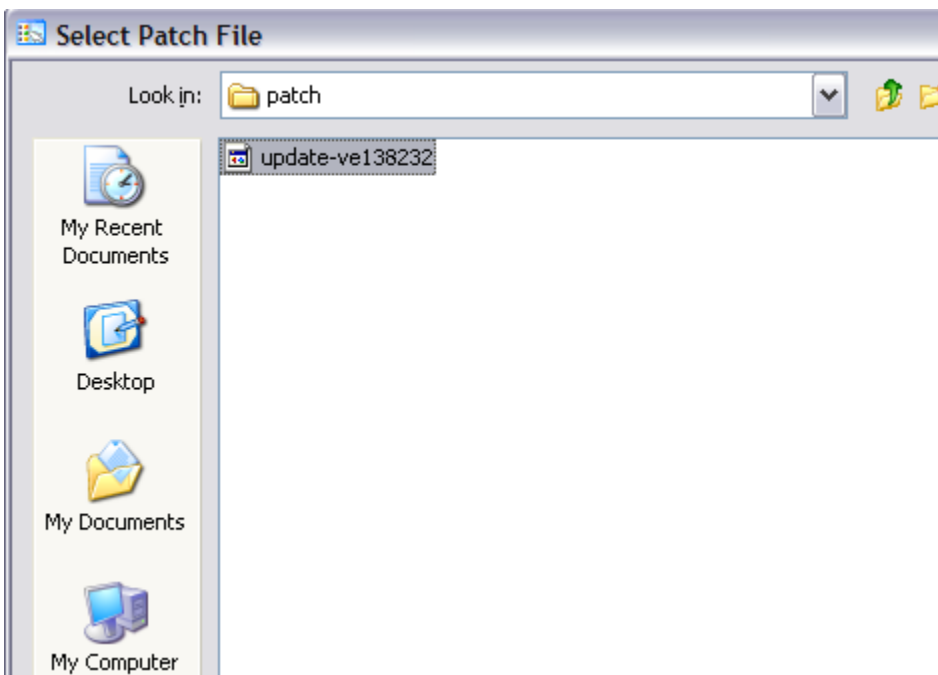 Select Patch File
Look in:
patch
update-ve138232
My Recent
Documents
Desktop
My Documents
My Computer